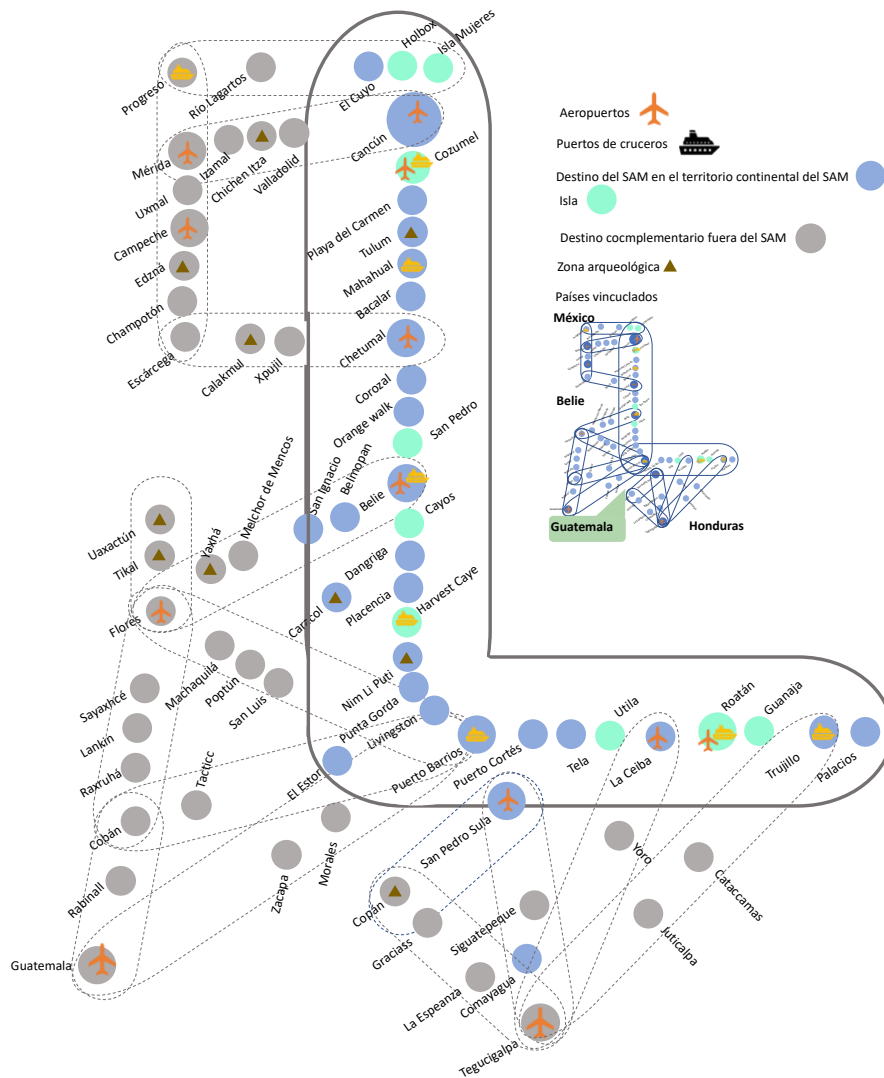 Holbox
Isla Mujeres
El Cuyo
Progreso
Río Lagartos
Cancún
Cozumel
Mérida
Izamal
Chichen Itza
Valladolid
Uxmal
Campeche
Edzná
Champotón
Escárcega
Calakmul
Xpujil
Playa del Carmen
Tulum
Mahahual
Bacalar
Chetumal
Corozal
Orange walk
San Pedro
Belie
Belmopan
San Ignacio
Melchor de Mencos
Yaxhá
Uaxactún
Tikal
Flores
Cayos
Dangriga
Placencia
Harvest Caye
Caracol
Nim Li Puti
Punta Gorda
Livingston
Machaquilá
Poptún
San Luis
Sayaxhcé
Lankín
Raxruhá
Tacticc
Cobán
Rabinall
Guatemala
El Estor
Puerto Barrios
Puerto Cortés
Tela
Utila
La Ceiba
Roatán
Guanaja
Trujillo
Palacios
Zacapa
Morales
San Pedro Sula
Copán
Graciass
Siguatepeque
La Espeanza
Comayagua
Tegucigalpa
Yoro
Cataccamas
Juticalpa
Aeropuertos
Puertos de cruceros
Destino del SAM en el territorio continental del SAM
Isla
Destino cocmplementario fuera del SAM
Zona arqueológica
Países vincuclados
México
Belie
Guatemala
Honduras